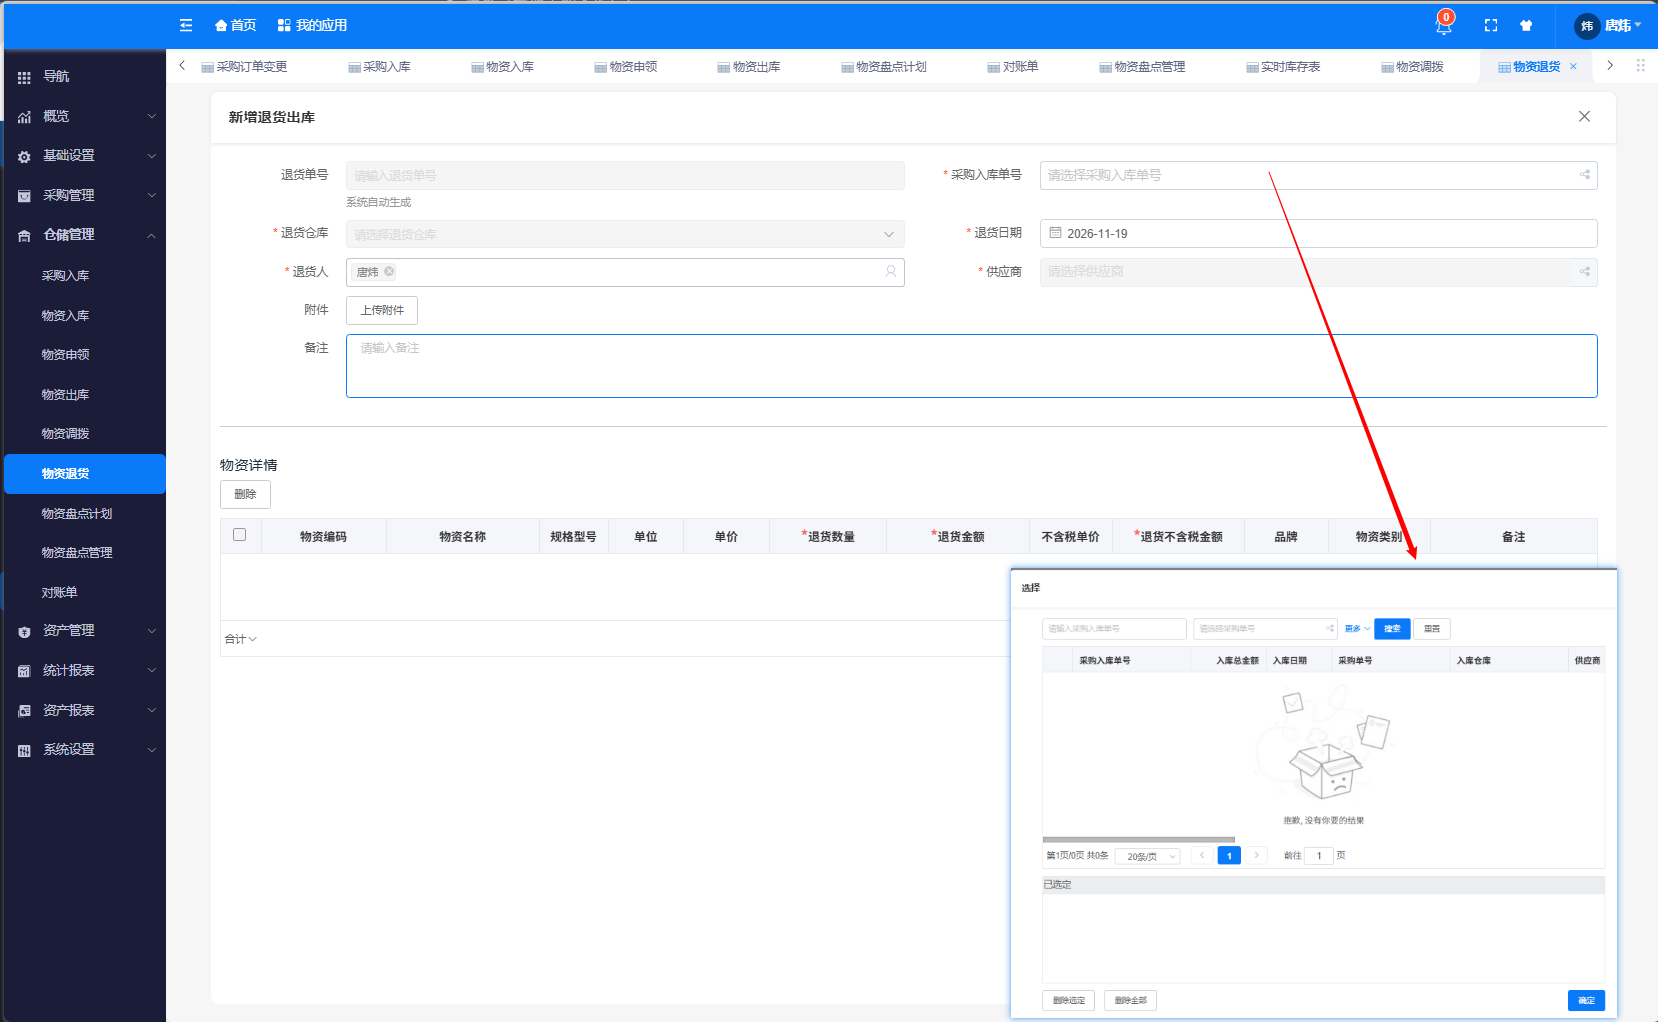 首页 我的应用 0 炜 唐炜
采购订单变更 采购入库 物资入库 物资申领 物资出库 物资盘点计划 对账单 物资盘点管理 实时库存表 物资调拨 物资退货
导航
概览
基础设置
采购管理
仓储管理
采购入库
物资入库
物资申领
物资出库
物资调拨
物资退货
物资盘点计划
物资盘点管理
对账单
资产管理
统计报表
资产报表
系统设置
新增退货出库
退货单号 请输入退货单号 * 采购入库单号 请选择采购入库单号
系统自动生成
* 退货仓库 请选择退货仓库 * 退货日期 2026-11-19
* 退货人 唐炜 * 供应商 请选择供应商
附件 上传附件
备注 请输入备注
物资详情
删除
物资编码 物资名称 规格型号 单位 单价 *退货数量 *退货金额 不含税单价 *退货不含税金额 品牌 物资类别 备注
合计
选择
请输入采购入库单号 请选择采购单号 更多 搜索 重置
采购入库单号 入库总金额 入库日期 采购单号 入库仓库 供应商
抱歉, 没有你要的结果
第1页/0页 共0条 20条/页 1 前往 1 页
已选定
删除选定 删除全部 确定